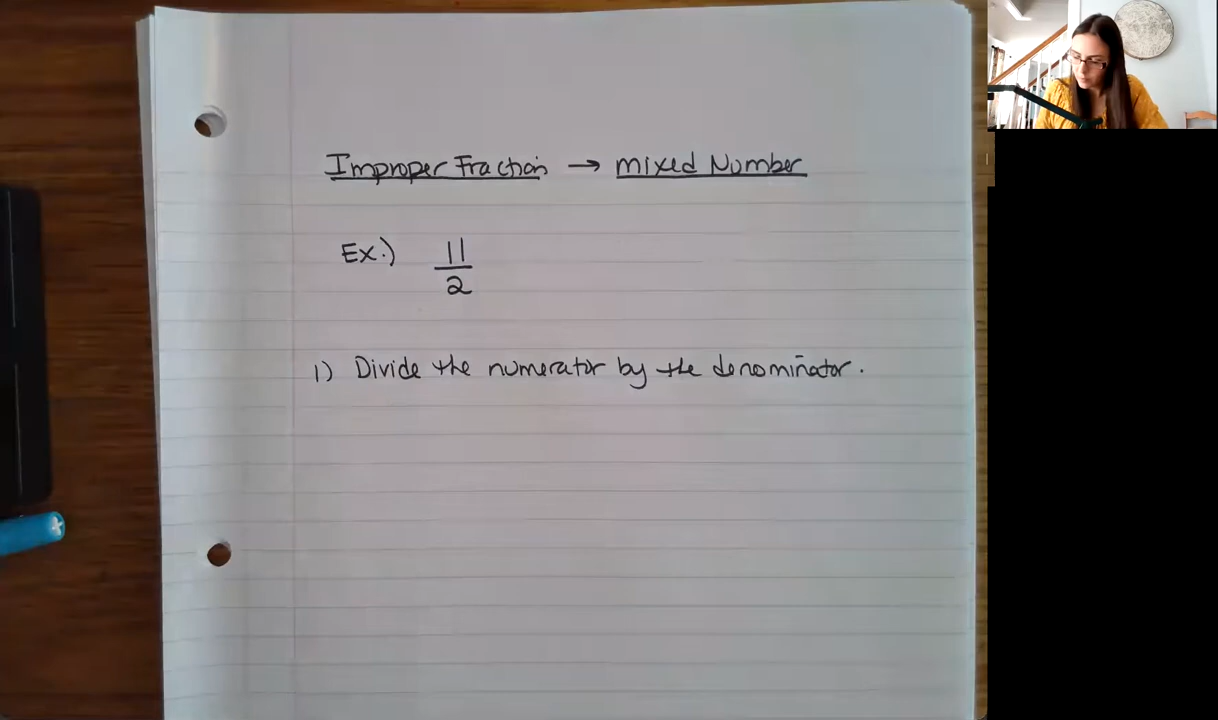 Improper Fraction → mixed Number
Ex.) 11/2
1) Divide the numerator by the denominator.